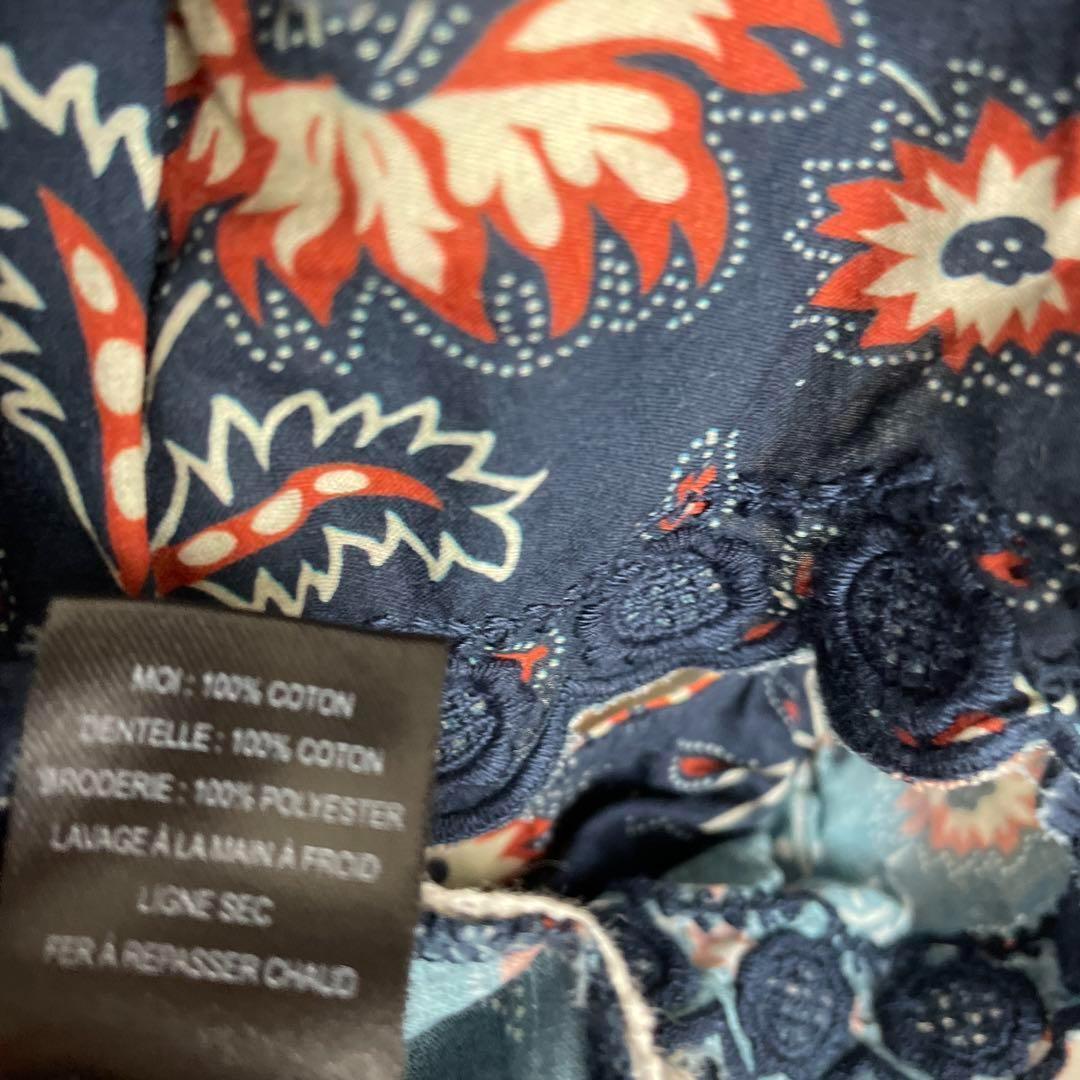 MOI : 100% COTON
DENTELLE : 100% COTON
BRODERIE : 100% POLYESTER
LAVAGE À LA MAIN À FROID
LIGNE SEC
FER À REPASSER CHAUD